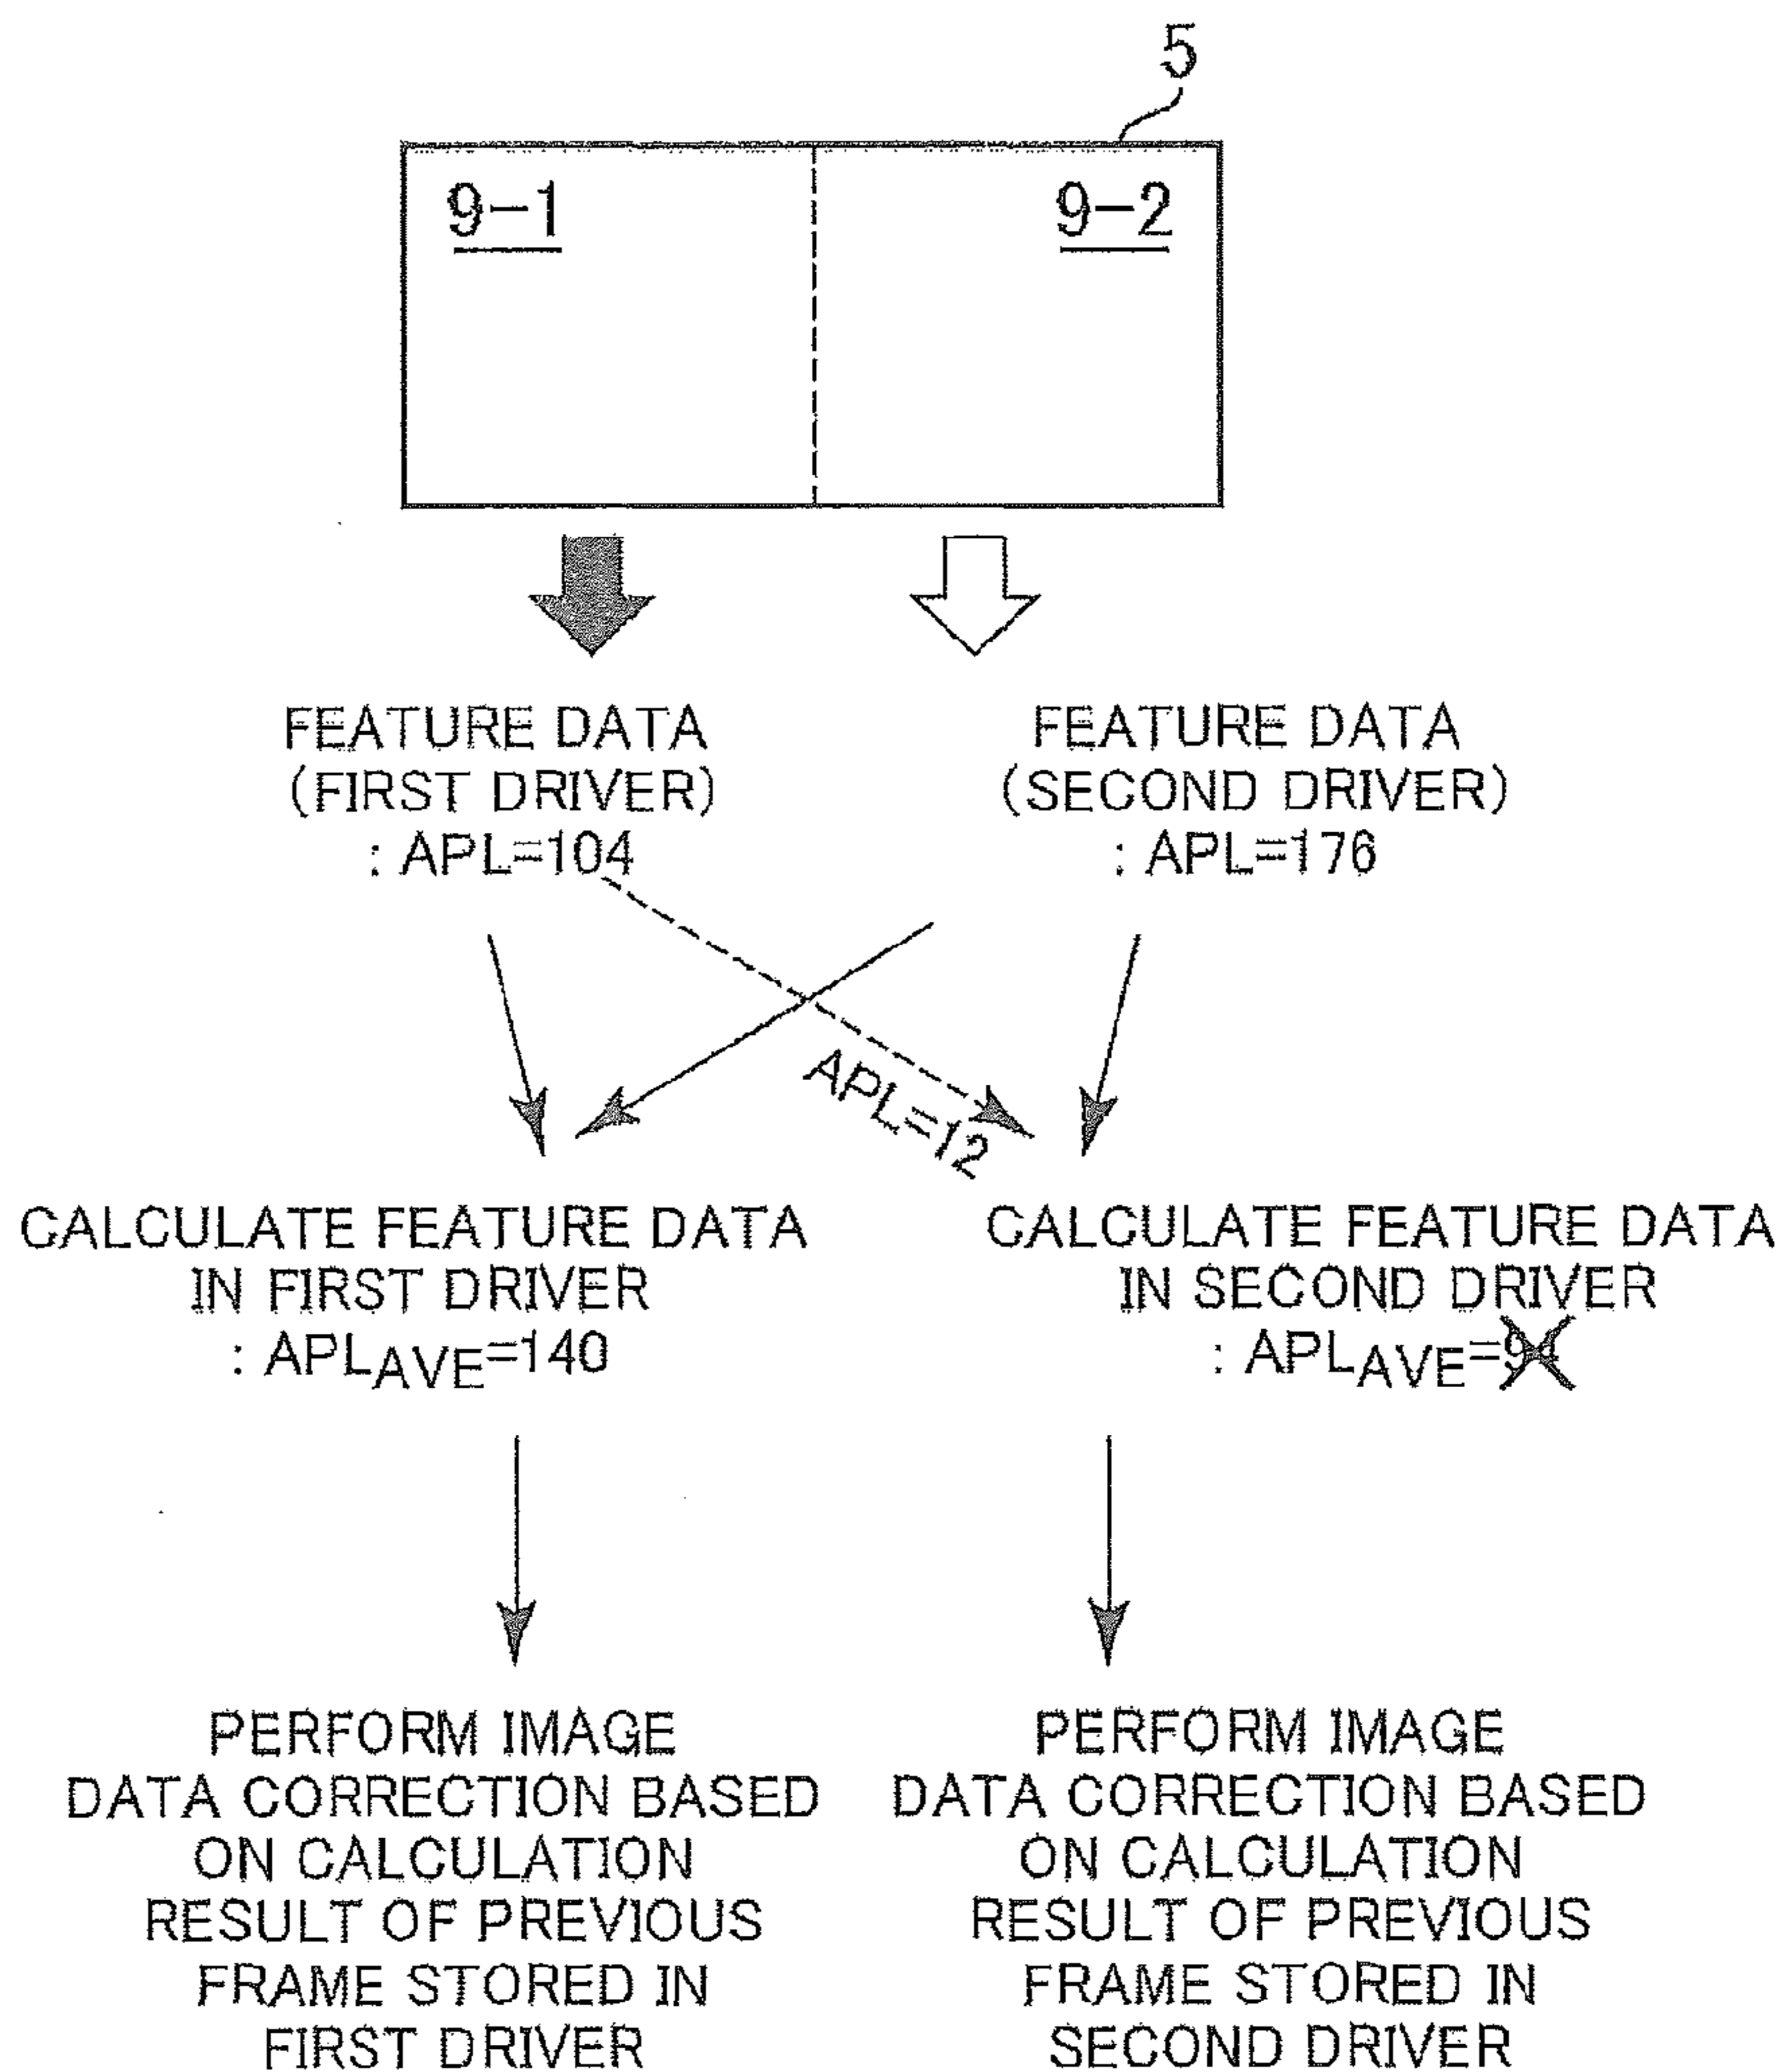 5
9-1
9-2
FEATURE DATA
(FIRST DRIVER)
: APL=104
FEATURE DATA
(SECOND DRIVER)
: APL=176
APL=12
CALCULATE FEATURE DATA
IN FIRST DRIVER
: APLAVE=140
CALCULATE FEATURE DATA
IN SECOND DRIVER
: APLAVE=94
PERFORM IMAGE
DATA CORRECTION BASED
ON CALCULATION
RESULT OF PREVIOUS
FRAME STORED IN
FIRST DRIVER
PERFORM IMAGE
DATA CORRECTION BASED
ON CALCULATION
RESULT OF PREVIOUS
FRAME STORED IN
SECOND DRIVER